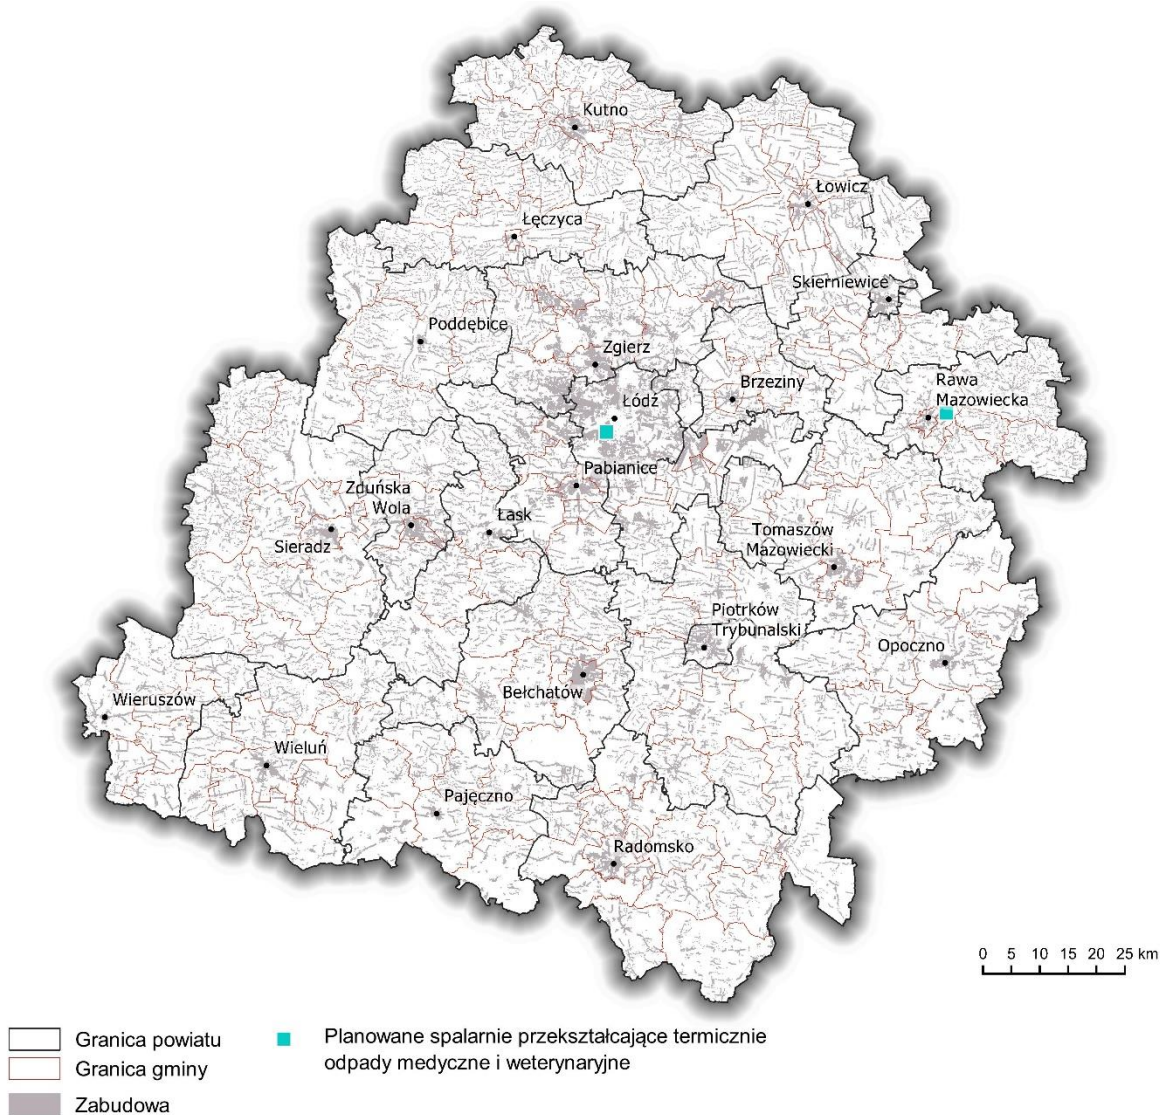 Kutno
Łowicz
Łęczyca
Skierniewice
Poddębice
Zgierz
Brzeziny
Rawa
Mazowiecka
Łódź
Pabianice
Zduńska
Wola
Łask
Sieradz
Tomaszów
Mazowiecki
Piotrków
Trybunalski
Opoczno
Bełchatów
Wieruszów
Wieluń
Pajęczno
Radomsko
0 5 10 15 20 25 km
Granica powiatu
Granica gminy
Zabudowa
Planowane spalarnie przekształcające termicznie
odpady medyczne i weterynaryjne